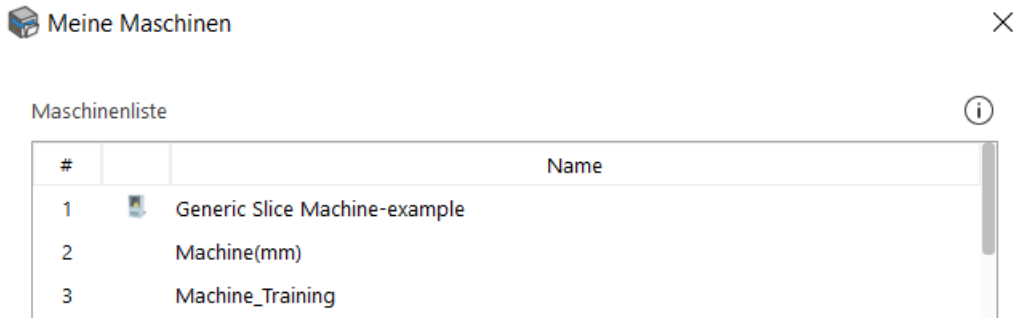 Meine Maschinen
Maschinenliste
# Name
1 Generic Slice Machine-example
2 Machine(mm)
3 Machine_Training